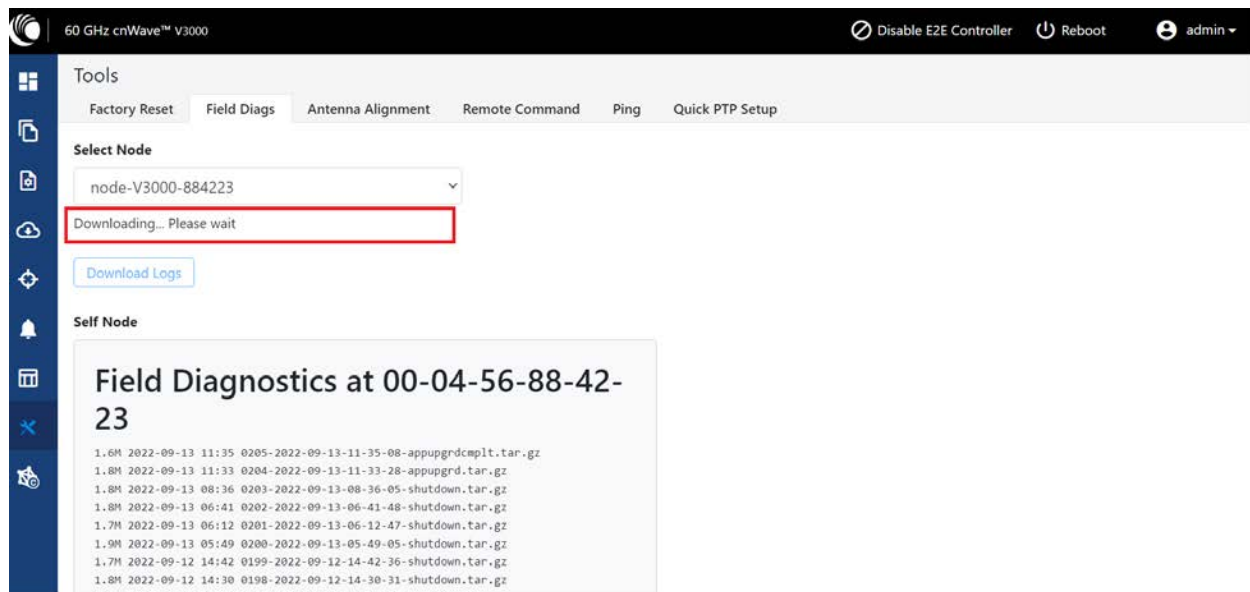 60 GHz cnWave™ V3000
Disable E2E Controller
Reboot
admin
Tools
Factory Reset
Field Diags
Antenna Alignment
Remote Command
Ping
Quick PTP Setup
Select Node
node-V3000-884223
Downloading... Please wait
Download Logs
Self Node
Field Diagnostics at 00-04-56-88-42-
23
1.6M 2022-09-13 11:35 0205-2022-09-13-11-35-08-appupgrdcmplt.tar.gz
1.8M 2022-09-13 11:33 0204-2022-09-13-11-33-28-appupgrd.tar.gz
1.8M 2022-09-13 08:36 0203-2022-09-13-08-36-05-shutdown.tar.gz
1.8M 2022-09-13 06:41 0202-2022-09-13-06-41-48-shutdown.tar.gz
1.7M 2022-09-13 06:12 0201-2022-09-13-06-12-47-shutdown.tar.gz
1.9M 2022-09-13 05:49 0200-2022-09-13-05-49-05-shutdown.tar.gz
1.7M 2022-09-12 14:42 0199-2022-09-12-14-42-36-shutdown.tar.gz
1.8M 2022-09-12 14:30 0198-2022-09-12-14-30-31-shutdown.tar.gz